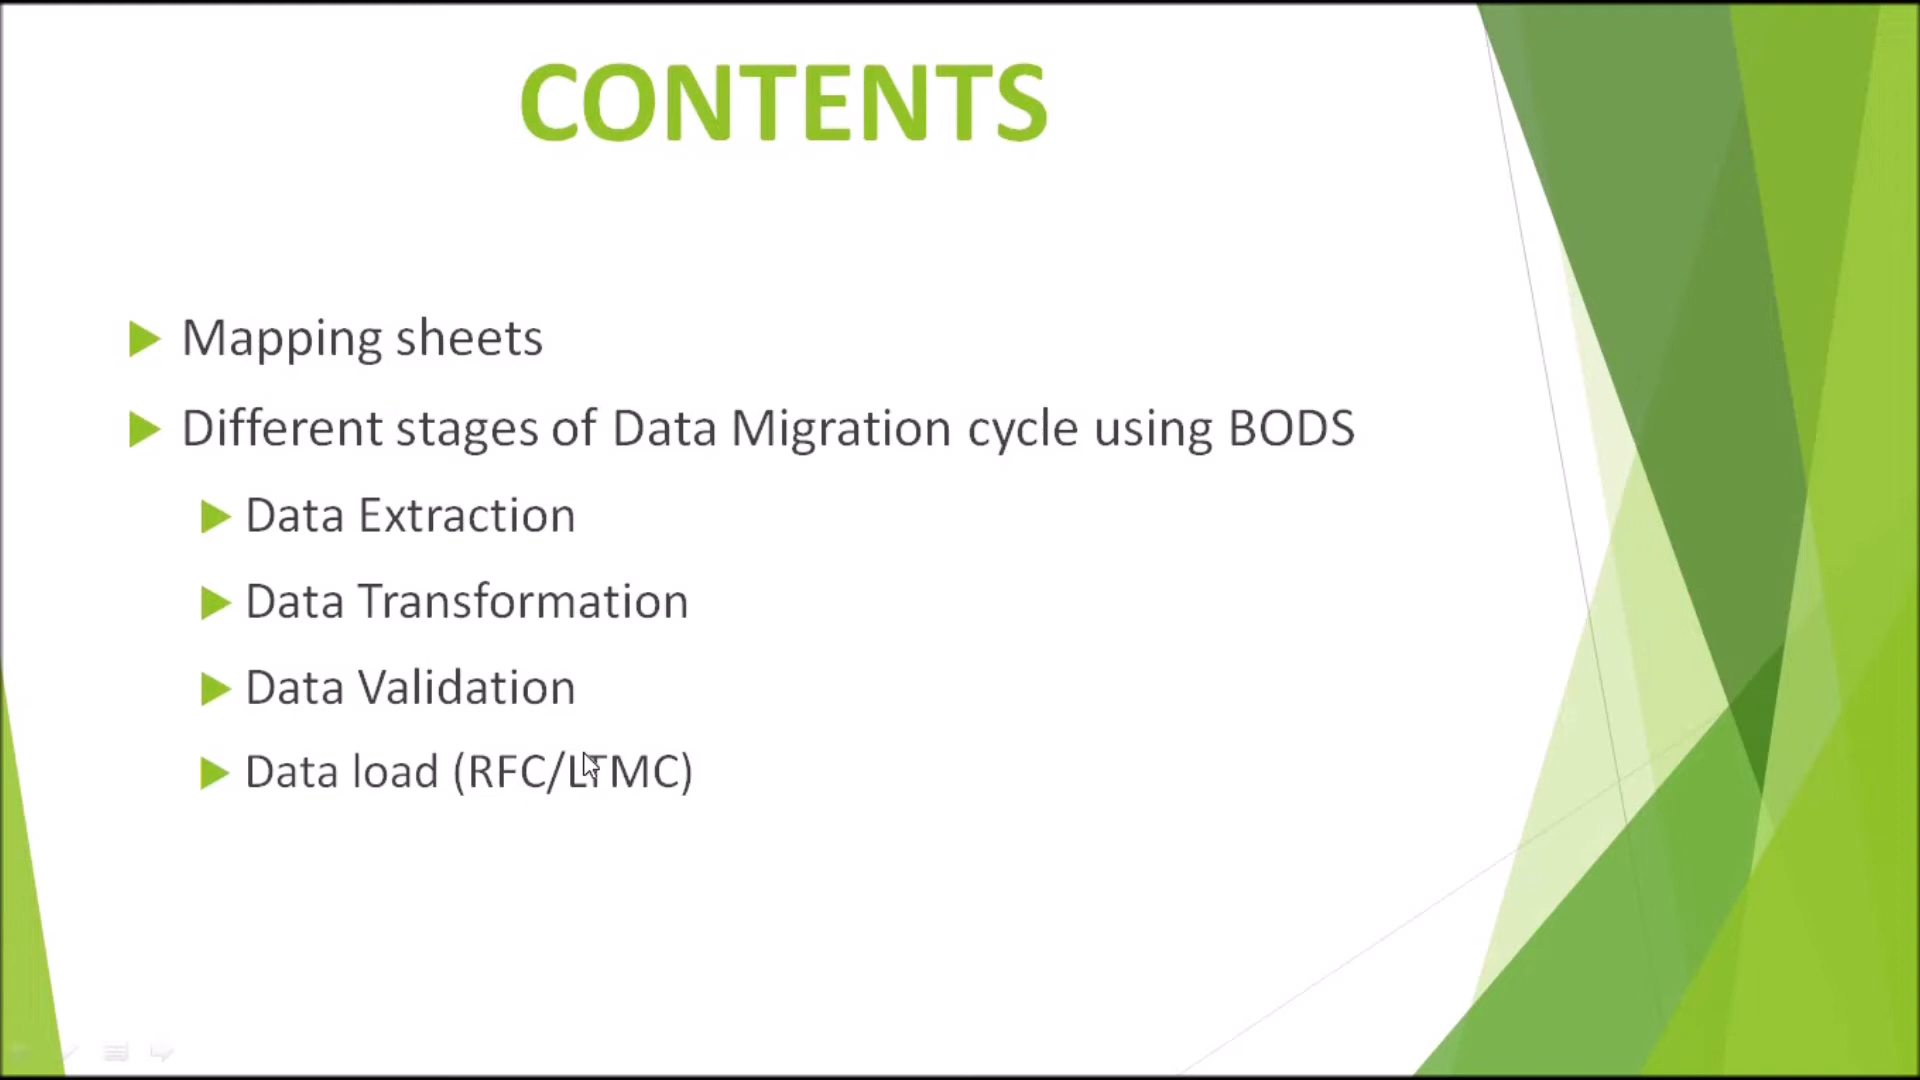 CONTENTS
Mapping sheets
Different stages of Data Migration cycle using BODS
Data Extraction
Data Transformation
Data Validation
Data load (RFC/LTMC)